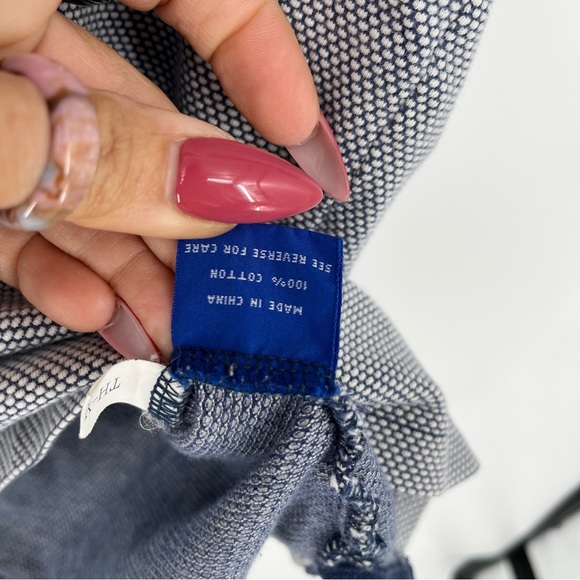 MADE IN CHINA
100% COTTON
SEE REVERSE FOR CARE